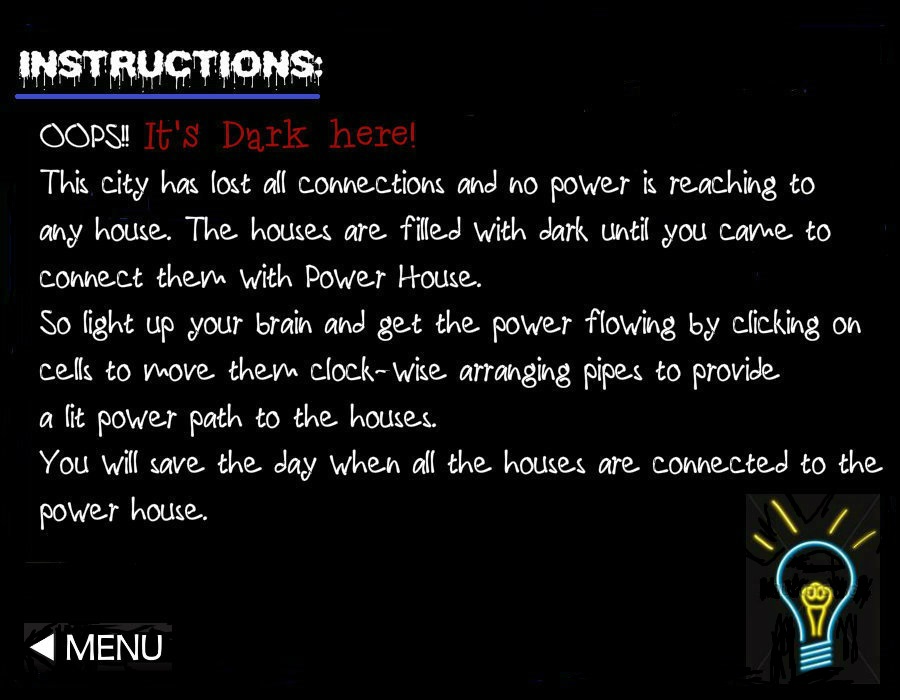 INSTRUCTIONS:
OOPS!! It's Dark here!
This city has lost all connections and no power is reaching to
any house. The houses are filled with dark until you came to
connect them with Power House.
So light up your brain and get the power flowing by clicking on
cells to move them clock-wise arranging pipes to provide
a lit power path to the houses.
You will save the day when all the houses are connected to the
power house.
MENU